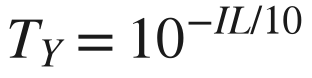 $T_Y = 10^{-IL/10}$